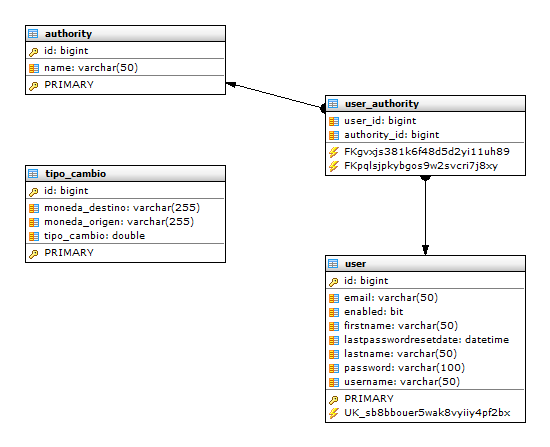 authority
id: bigint
name: varchar(50)
PRIMARY
user_authority
user_id: bigint
authority_id: bigint
FKgvxjs381k6f48d5d2yi11uh89
FKpqlsjpkybgos9w2svcri7j8xy
tipo_cambio
id: bigint
moneda_destino: varchar(255)
moneda_origen: varchar(255)
tipo_cambio: double
PRIMARY
user
id: bigint
email: varchar(50)
enabled: bit
firstname: varchar(50)
lastpasswordresetdate: datetime
lastname: varchar(50)
password: varchar(100)
username: varchar(50)
PRIMARY
UK_sb8bbouer5wak8vyiiy4pf2bx